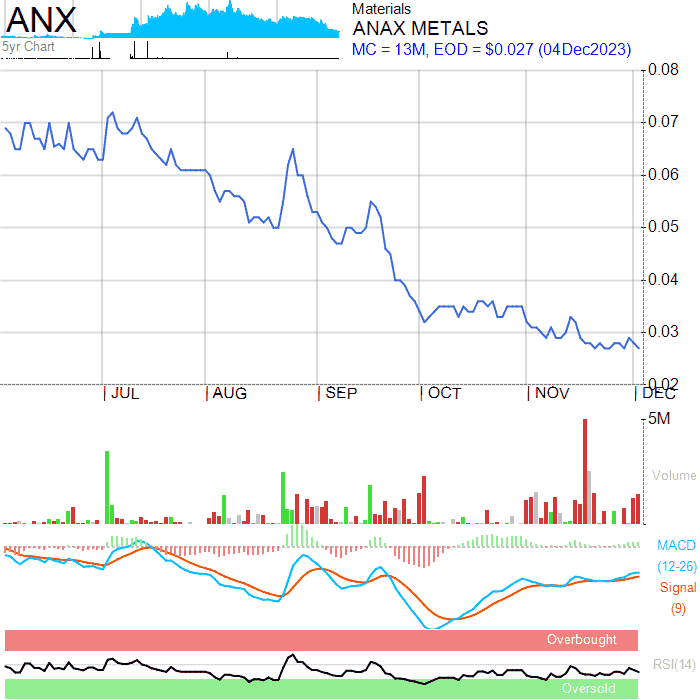 ANX
5yr Chart
Materials
ANAX METALS
MC = 13M, EOD = $0.027 (04Dec2023)
0.08
0.07
0.06
0.05
0.04
0.03
0.02
JUL AUG SEP OCT NOV DEC
5M
Volume
MACD
(12-26)
Signal
(9)
Overbought
RSI(14)
Oversold